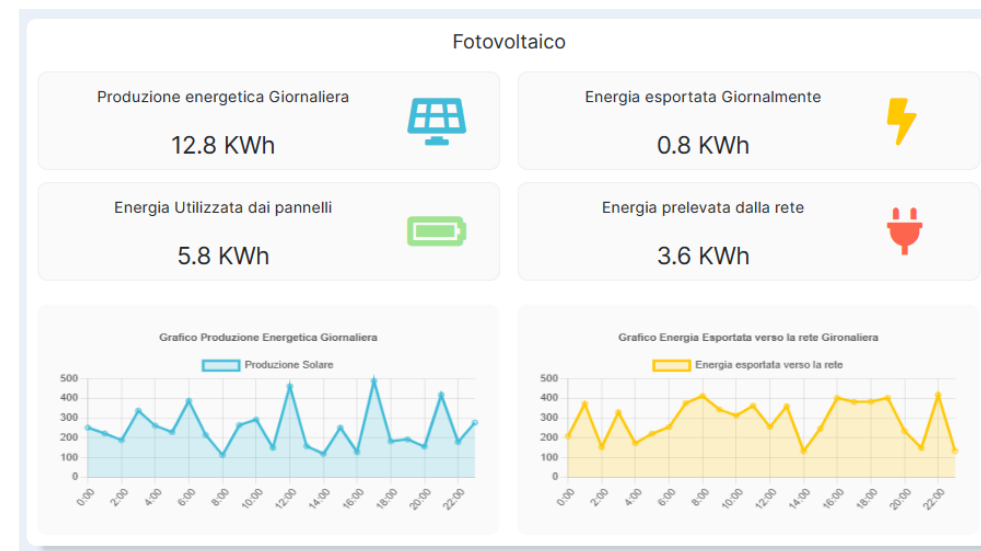 Fotovoltaico
Produzione energetica Giornaliera
12.8 KWh
Energia esportata Giornalmente
0.8 KWh
Energia Utilizzata dai pannelli
5.8 KWh
Energia prelevata dalla rete
3.6 KWh
Grafico Produzione Energetica Giornaliera
Produzione Solare
500
400
300
200
100
0
0:00 2:00 4:00 6:00 8:00 10:00 12:00 14:00 16:00 18:00 20:00 22:00
Grafico Energia Esportata verso la rete Gironaliera
Energia esportata verso la rete
500
400
300
200
100
0
0:00 2:00 4:00 6:00 8:00 10:00 12:00 14:00 16:00 18:00 20:00 22:00